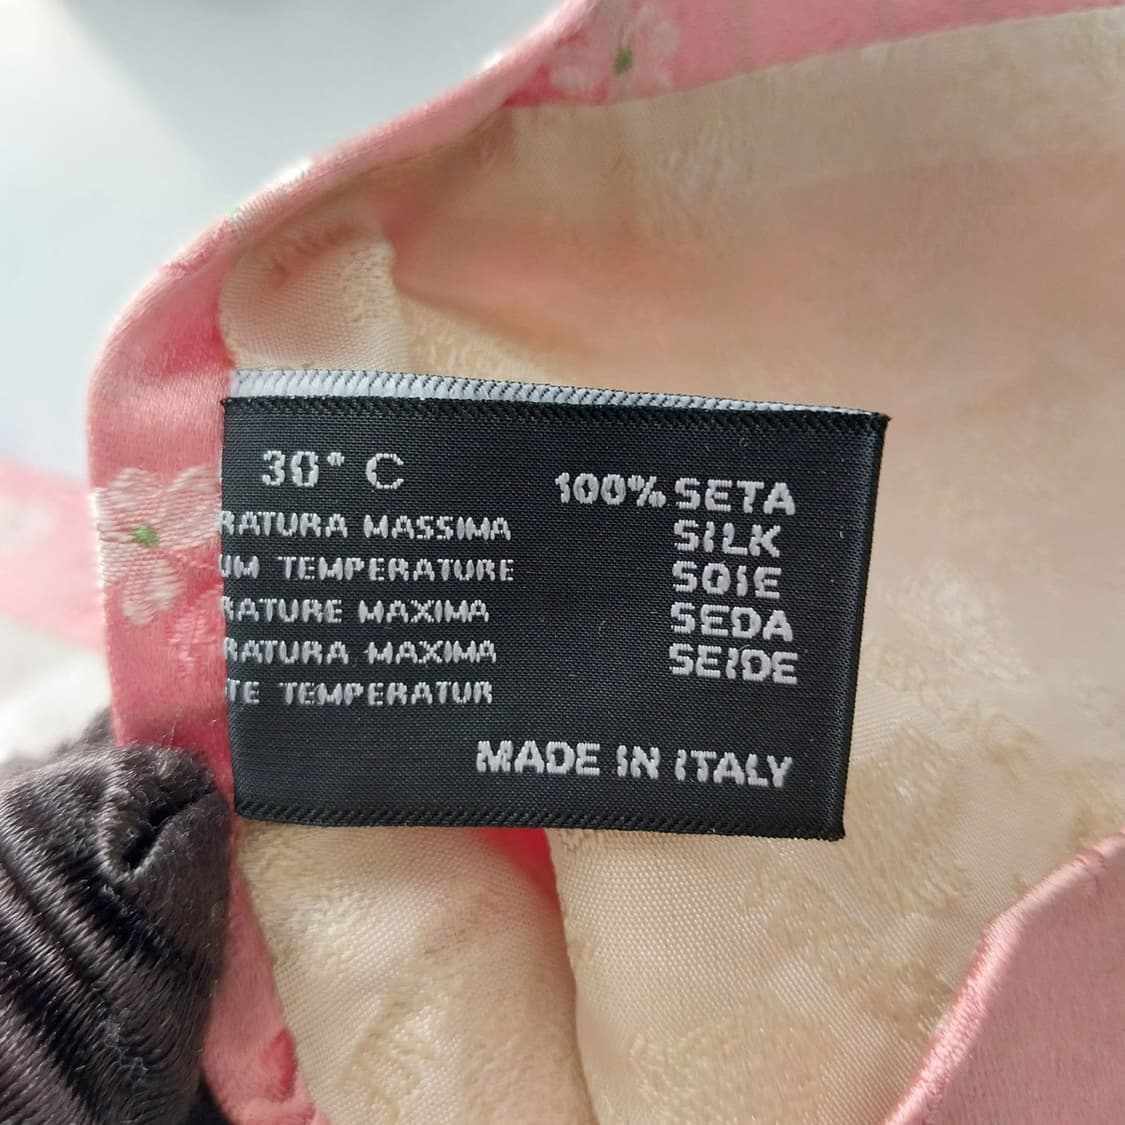 30° C
RATURA MASSIMA
UM TEMPERATURE
RATURE MAXIMA
RATURA MAXIMA
TE TEMPERATUR
100% SETA
SILK
SOIE
SEDA
SEIDE
MADE IN ITALY